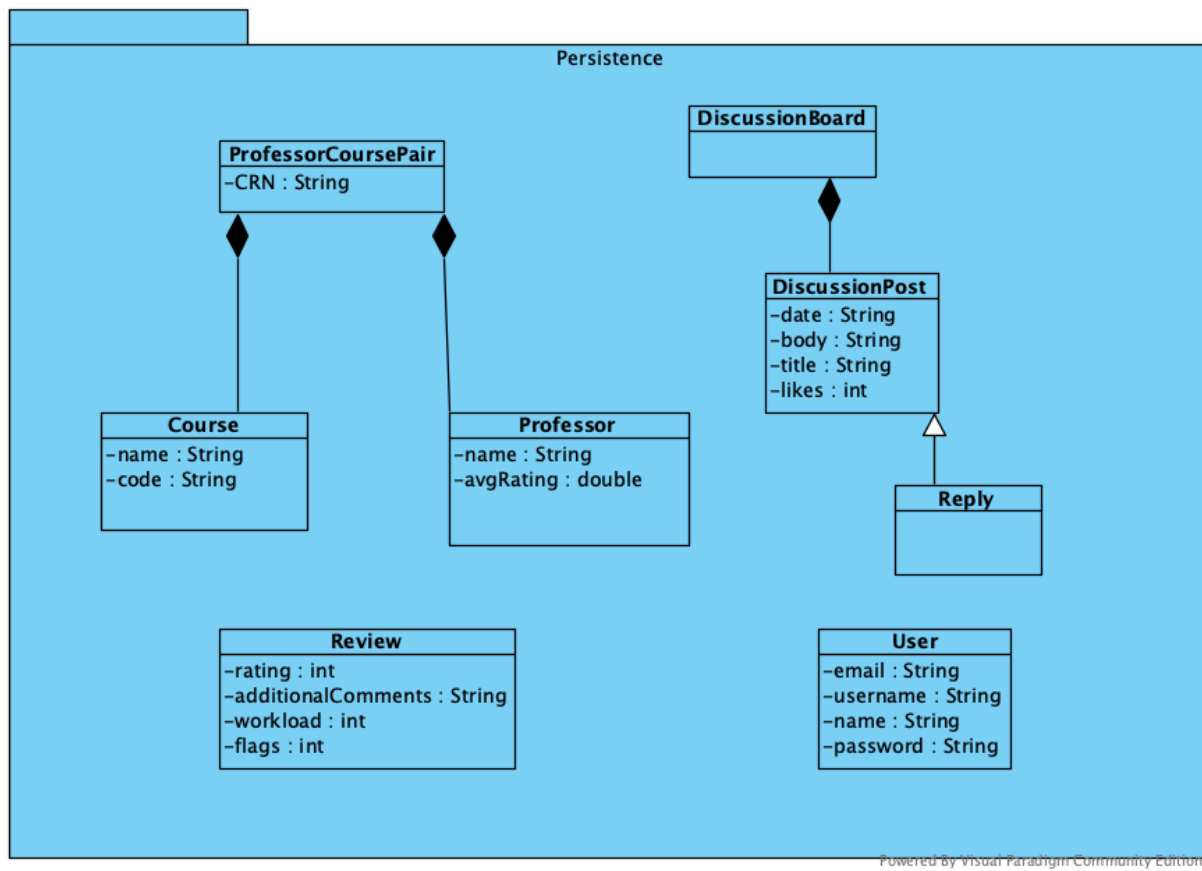 Persistence
DiscussionBoard
ProfessorCoursePair
-CRN : String
DiscussionPost
-date : String
-body : String
-title : String
-likes : int
Course
-name : String
-code : String
Professor
-name : String
-avgRating : double
Reply
Review
-rating : int
-additionalComments : String
-workload : int
-flags : int
User
-email : String
-username : String
-name : String
-password : String
Powered By Visual Paradigm Community Edition